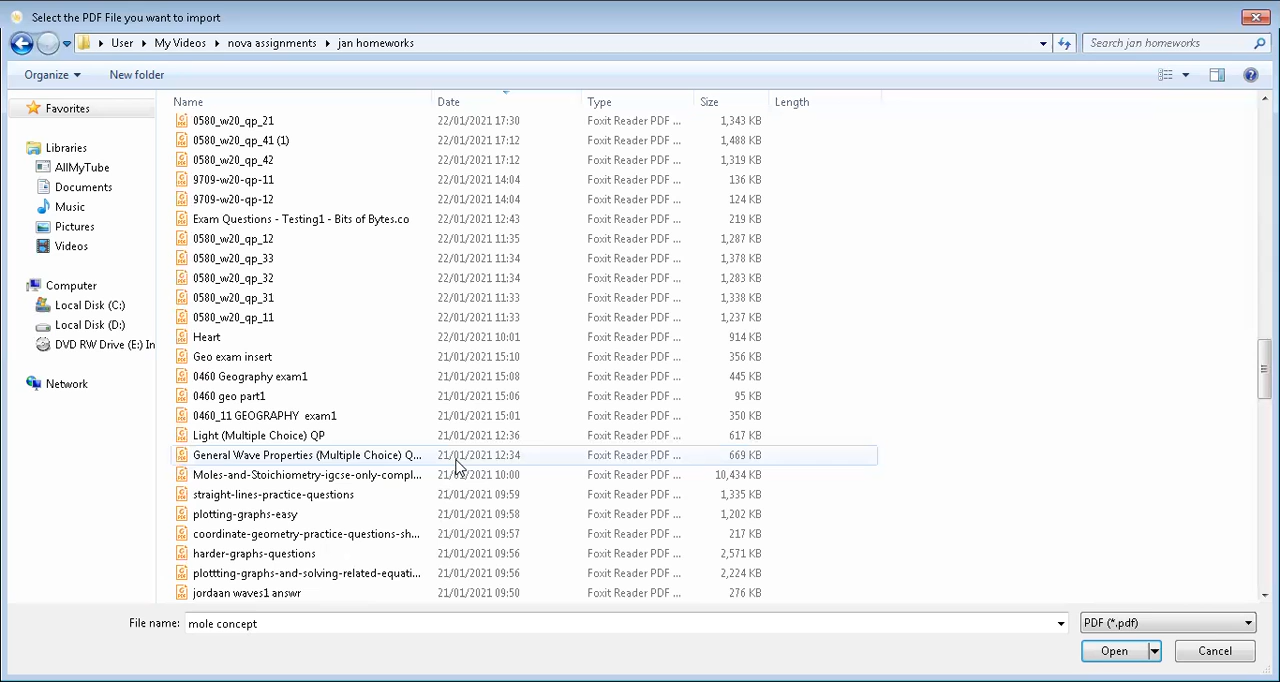 Select the PDF File you want to import
User My Videos nova assignments jan homeworks Search jan homeworks
Organize New folder
Favorites
Libraries
AllMyTube
Documents
Music
Pictures
Videos
Computer
Local Disk (C:)
Local Disk (D:)
DVD RW Drive (E:) In
Network
Name Date Type Size Length
0580_w20_qp_21 22/01/2021 17:30 Foxit Reader PDF ... 1,343 KB
0580_w20_qp_41 (1) 22/01/2021 17:12 Foxit Reader PDF ... 1,488 KB
0580_w20_qp_42 22/01/2021 17:12 Foxit Reader PDF ... 1,319 KB
9709-w20-qp-11 22/01/2021 14:04 Foxit Reader PDF ... 136 KB
9709-w20-qp-12 22/01/2021 14:04 Foxit Reader PDF ... 124 KB
Exam Questions - Testing1 - Bits of Bytes.co 22/01/2021 12:43 Foxit Reader PDF ... 219 KB
0580_w20_qp_12 22/01/2021 11:35 Foxit Reader PDF ... 1,287 KB
0580_w20_qp_33 22/01/2021 11:34 Foxit Reader PDF ... 1,378 KB
0580_w20_qp_32 22/01/2021 11:34 Foxit Reader PDF ... 1,283 KB
0580_w20_qp_31 22/01/2021 11:33 Foxit Reader PDF ... 1,338 KB
0580_w20_qp_11 22/01/2021 11:33 Foxit Reader PDF ... 1,237 KB
Heart 22/01/2021 10:01 Foxit Reader PDF ... 914 KB
Geo exam insert 21/01/2021 15:10 Foxit Reader PDF ... 356 KB
0460 Geography exam1 21/01/2021 15:08 Foxit Reader PDF ... 445 KB
0460 geo part1 21/01/2021 15:06 Foxit Reader PDF ... 95 KB
0460_11 GEOGRAPHY exam1 21/01/2021 15:01 Foxit Reader PDF ... 350 KB
Light (Multiple Choice) QP 21/01/2021 12:36 Foxit Reader PDF ... 617 KB
General Wave Properties (Multiple Choice) Q... 21/01/2021 12:34 Foxit Reader PDF ... 669 KB
Moles-and-Stoichiometry-igcse-only-compl... 21/01/2021 10:00 Foxit Reader PDF ... 10,434 KB
straight-lines-practice-questions 21/01/2021 09:59 Foxit Reader PDF ... 1,335 KB
plotting-graphs-easy 21/01/2021 09:58 Foxit Reader PDF ... 1,202 KB
coordinate-geometry-practice-questions-sh... 21/01/2021 09:57 Foxit Reader PDF ... 217 KB
harder-graphs-questions 21/01/2021 09:56 Foxit Reader PDF ... 2,571 KB
plottting-graphs-and-solving-related-equati... 21/01/2021 09:56 Foxit Reader PDF ... 2,224 KB
jordaan waves1 answr 21/01/2021 09:50 Foxit Reader PDF ... 276 KB
File name: mole concept PDF (*.pdf)
Open Cancel